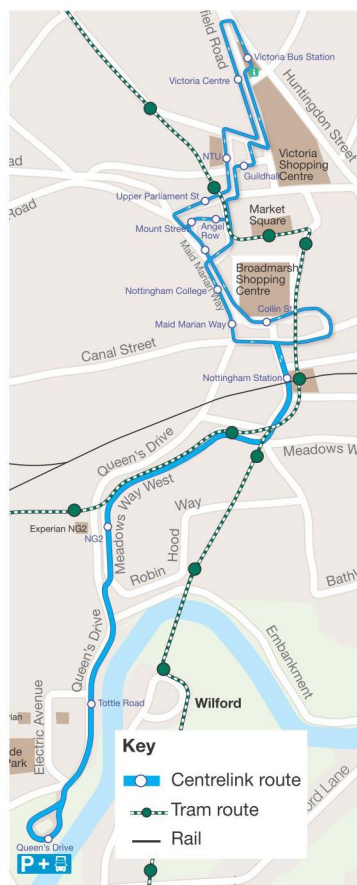 field Road
Victoria Bus Station
i
Victoria Centre
Huntingdon Street
NTU
Victoria
Shopping
Centre
ad
Guildhall
Upper Parliament St
Road
Mount Street
Angel
Row
Market
Square
Maid Marian Way
Broadmarsh
Shopping
Centre
Nottingham College
Collin St
Maid Marian Way
Canal Street
Nottingham Station
Queen's Drive
Meadows W
Meadows Way West
Way
Experian NG2
NG2
Hood
Robin
Bath
Queen's Drive
Embankment
Electric Avenue
Tottle Road
Wilford
rian
de
Park
Key
Centrelink route
Tram route
Rail
ord Lane
Queen's Drive
P +